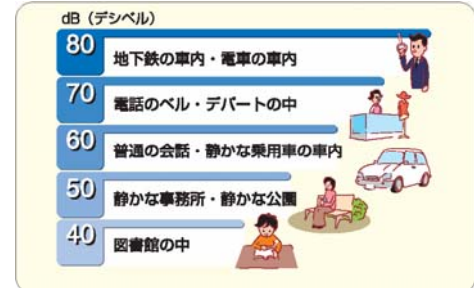 dB（デシベル）
80
地下鉄の車内・電車の車内
70
電話のベル・デパートの中
60
普通の会話・静かな乗用車の車内
50
静かな事務所・静かな公園
40
図書館の中